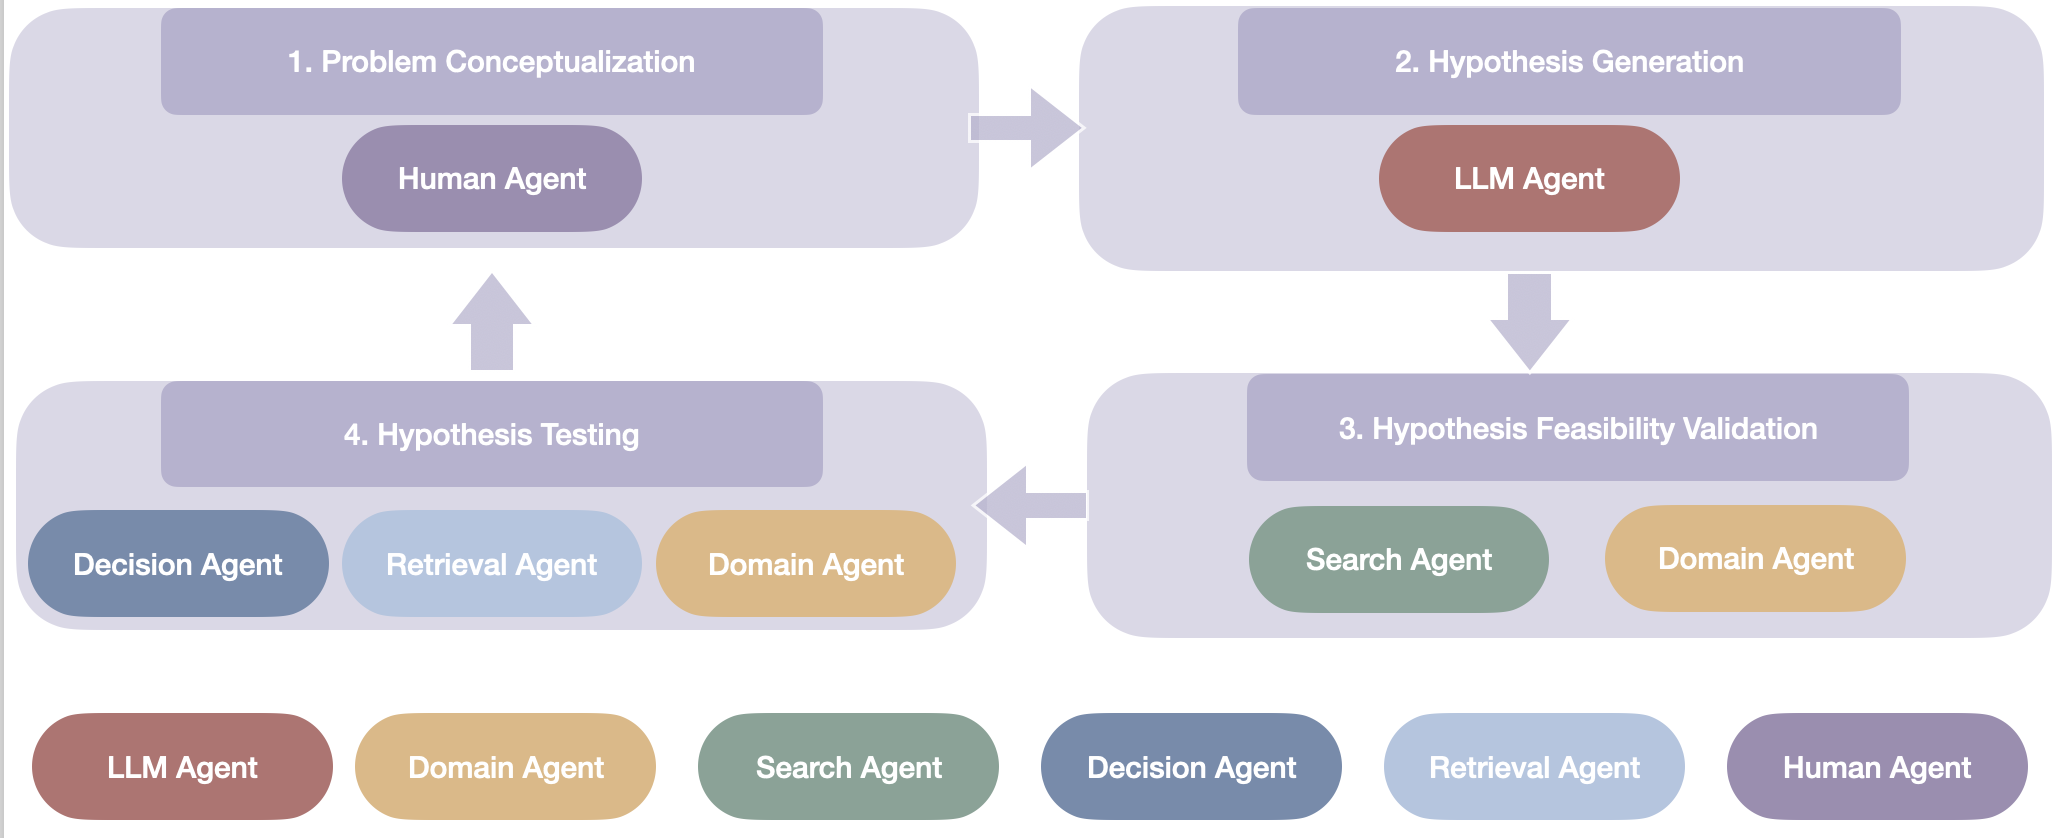 1. Problem Conceptualization
Human Agent
2. Hypothesis Generation
LLM Agent
3. Hypothesis Feasibility Validation
Search Agent
Domain Agent
4. Hypothesis Testing
Decision Agent
Retrieval Agent
Domain Agent
LLM Agent
Domain Agent
Search Agent
Decision Agent
Retrieval Agent
Human Agent